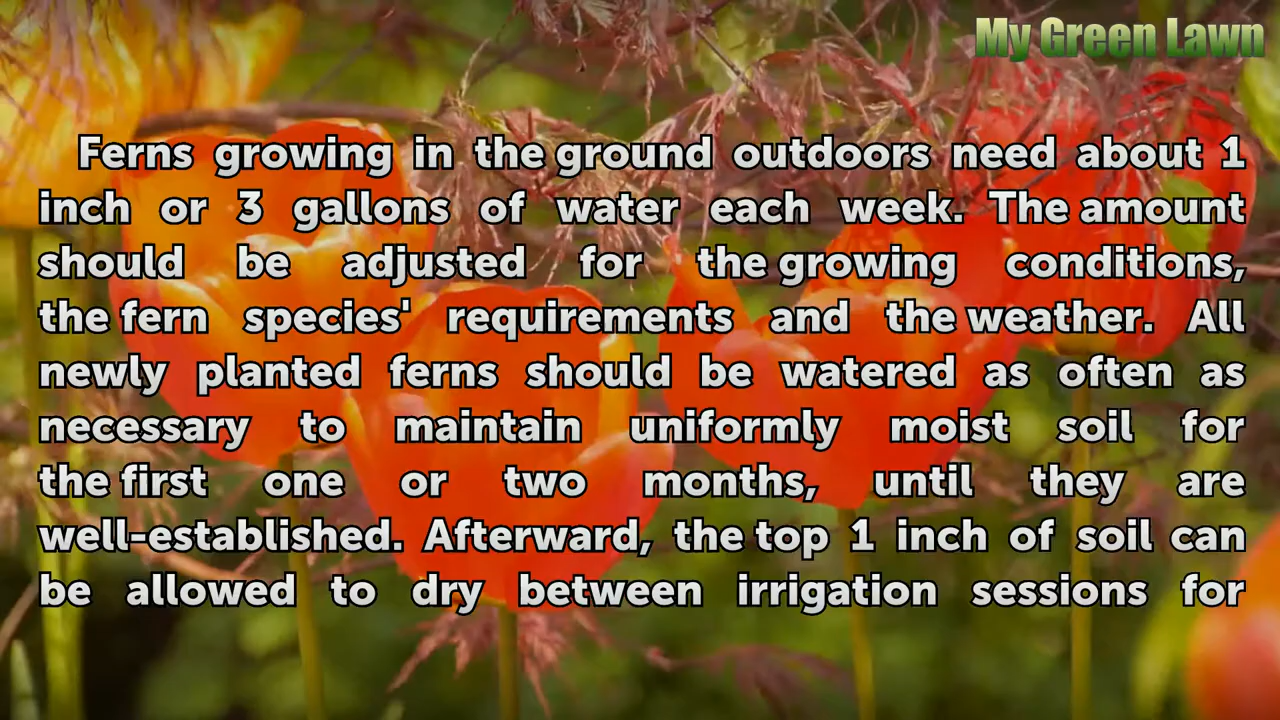 My Green Lawn
Ferns growing in the ground outdoors need about 1
inch or 3 gallons of water each week. The amount
should be adjusted for the growing conditions,
the fern species' requirements and the weather. All
newly planted ferns should be watered as often as
necessary to maintain uniformly moist soil for
the first one or two months, until they are
well-established. Afterward, the top 1 inch of soil can
be allowed to dry between irrigation sessions for